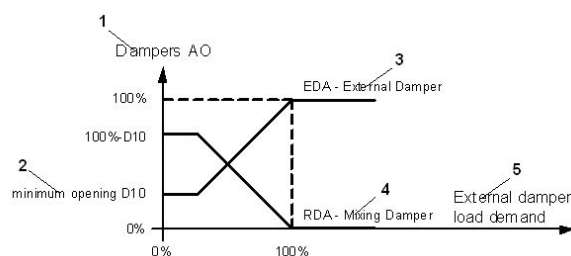 1
Dampers AO
3
EDA - External Damper
100%
100%-D10
2
minimum opening D10
4
5
External damper
load demand
RDA - Mixing Damper
0%
0%
100%